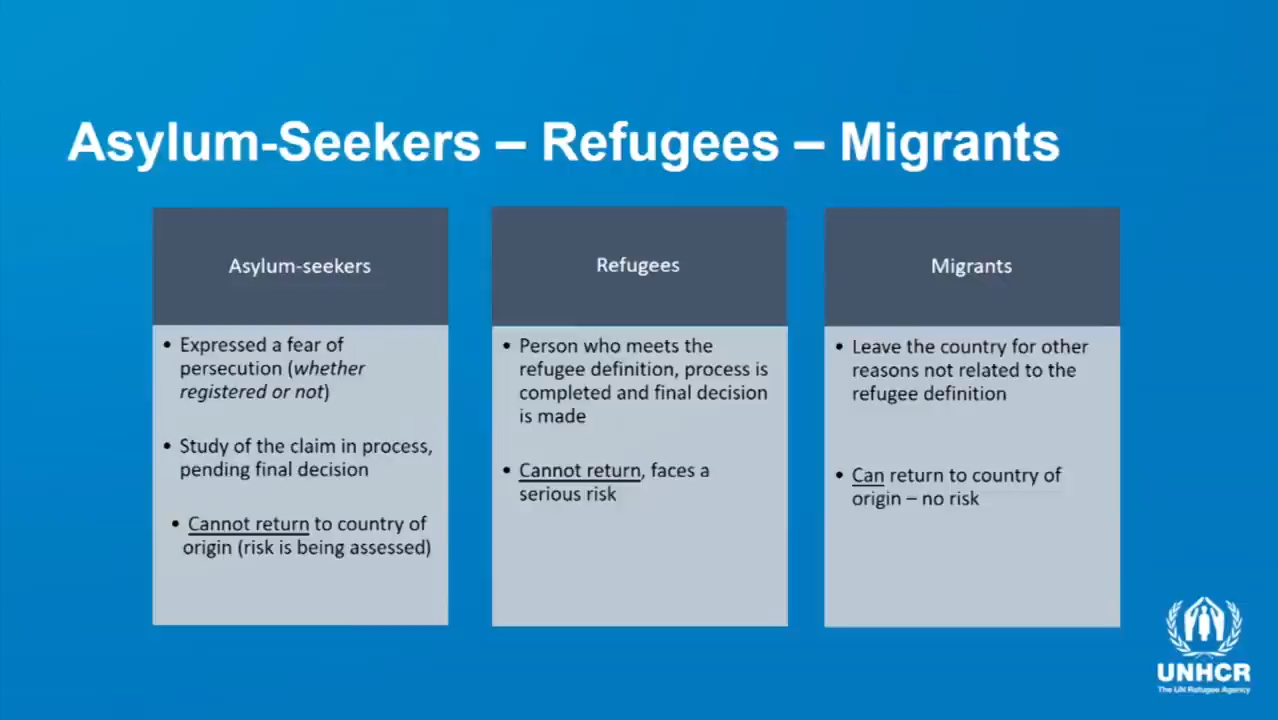 Asylum-Seekers – Refugees – Migrants
Asylum-seekers
• Expressed a fear of
persecution (whether
registered or not)
• Study of the claim in process,
pending final decision
• Cannot return to country of
origin (risk is being assessed)
Refugees
• Person who meets the
refugee definition, process is
completed and final decision
is made
• Cannot return, faces a
serious risk
Migrants
• Leave the country for other
reasons not related to the
refugee definition
• Can return to country of
origin – no risk
UNHCR
The UN Refugee Agency